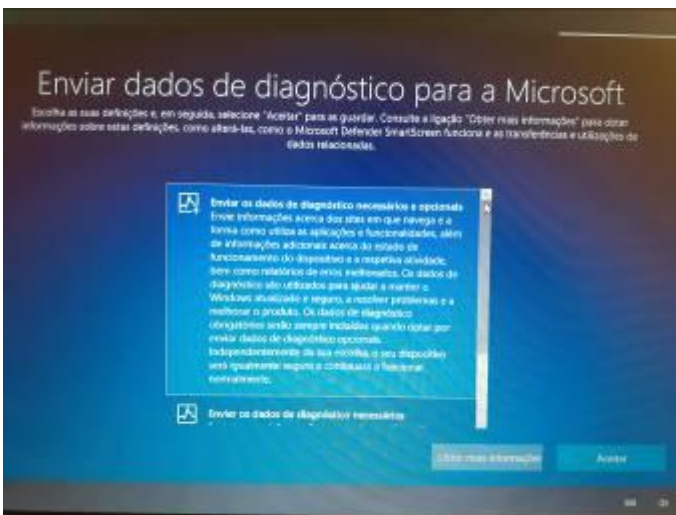 Enviar dados de diagnóstico para a Microsoft
Escolha as suas definições e, em seguida, selecione "Aceitar" para as guardar. Consulte a ligação "Obter mais informações" para obter
informações sobre estas definições, como alterá-las, como o Microsoft Defender SmartScreen funciona e as transferências e utilizações de
dados relacionadas.
Enviar os dados de diagnóstico necessários e opcionais
Envie informações acerca dos sites em que navega e a
forma como utiliza as aplicações e funcionalidades, além
de informações adicionais acerca do estado de
funcionamento do dispositivo e a respetiva atividade,
bem como relatórios de erros melhorados. Os dados de
diagnóstico são utilizados para ajudar a manter o
Windows atualizado e seguro, a resolver problemas e a
melhorar o produto. Os dados de diagnóstico
obrigatórios serão sempre incluídos quando optar por
enviar dados de diagnóstico opcionais.
Independentemente da sua escolha, o seu dispositivo
será igualmente seguro e continuará a funcionar
normalmente.
Enviar os dados de diagnóstico necessários
Obter mais informações
Aceitar